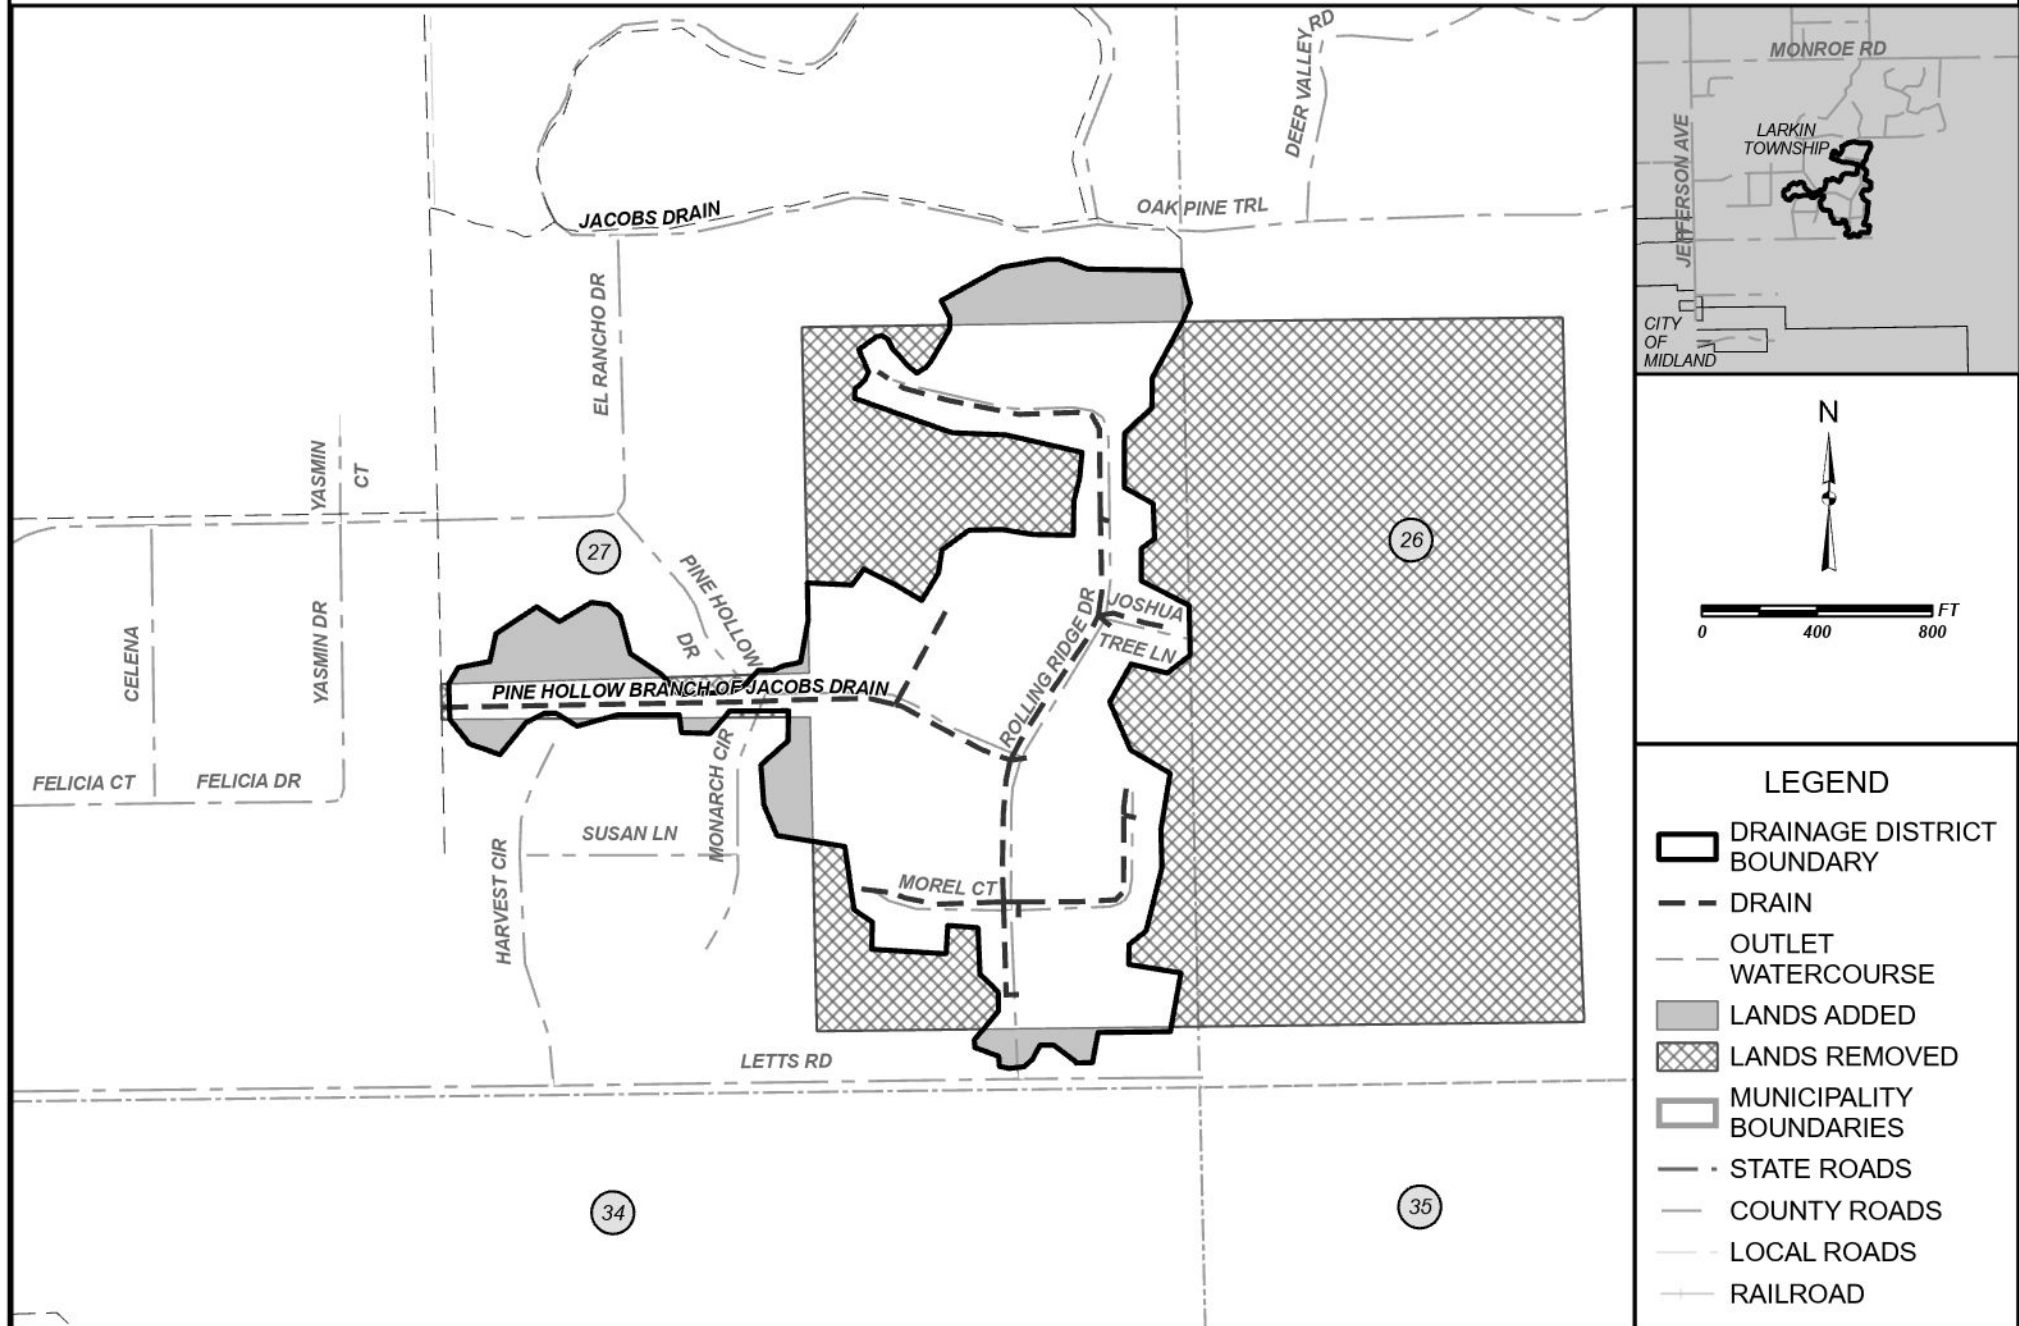 DEER VALLEY RD
JACOBS DRAIN
OAK PINE TRL
EL RANCHO DR
YASMIN
CT
27
26
PINE HOLLOW
DR
JOSHUA
TREE LN
ROLLING RIDGE DR
CELENA
YASMIN DR
PINE HOLLOW BRANCH OF JACOBS DRAIN
MONARCH CIR
FELICIA CT
FELICIA DR
SUSAN LN
HARVEST CIR
MOREL CT
LETTS RD
34
35
MONROE RD
JEFFERSON AVE
LARKIN
TOWNSHIP
CITY
OF
MIDLAND
N
FT
0 400 800
LEGEND
DRAINAGE DISTRICT
BOUNDARY
DRAIN
OUTLET
WATERCOURSE
LANDS ADDED
LANDS REMOVED
MUNICIPALITY
BOUNDARIES
STATE ROADS
COUNTY ROADS
LOCAL ROADS
RAILROAD